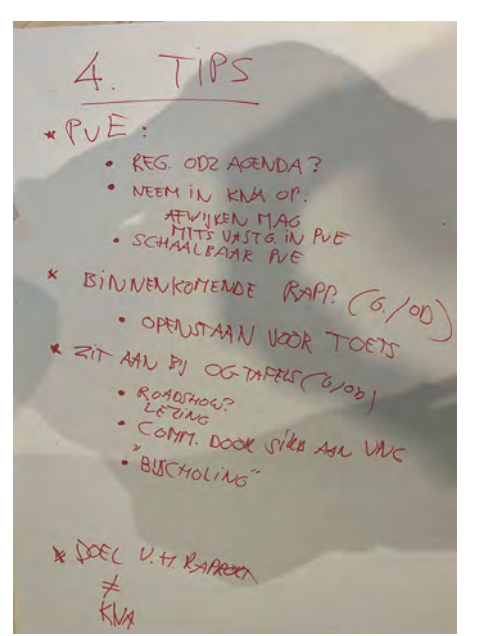 4. TIPS
* PVE:
• REG. ODZ AGENDA?
• NEEM IN KNA OP:
AFWIJKEN MAG
MITS VASTG. IN PVE
• SCHAALBAAR PVE
* BINNENKOMENDE RAPP. (G./OD)
• OPENSTAAN VOOR TOETS
* ZIT AAN BIJ OG TAFELS (G/OD)
• ROADSHOW?
LEZING
• COMM. DOOR SIKB AAN VNG
• "BIJSCHOLING"
* DOEL V.H. RAPPORT
≠
KNA